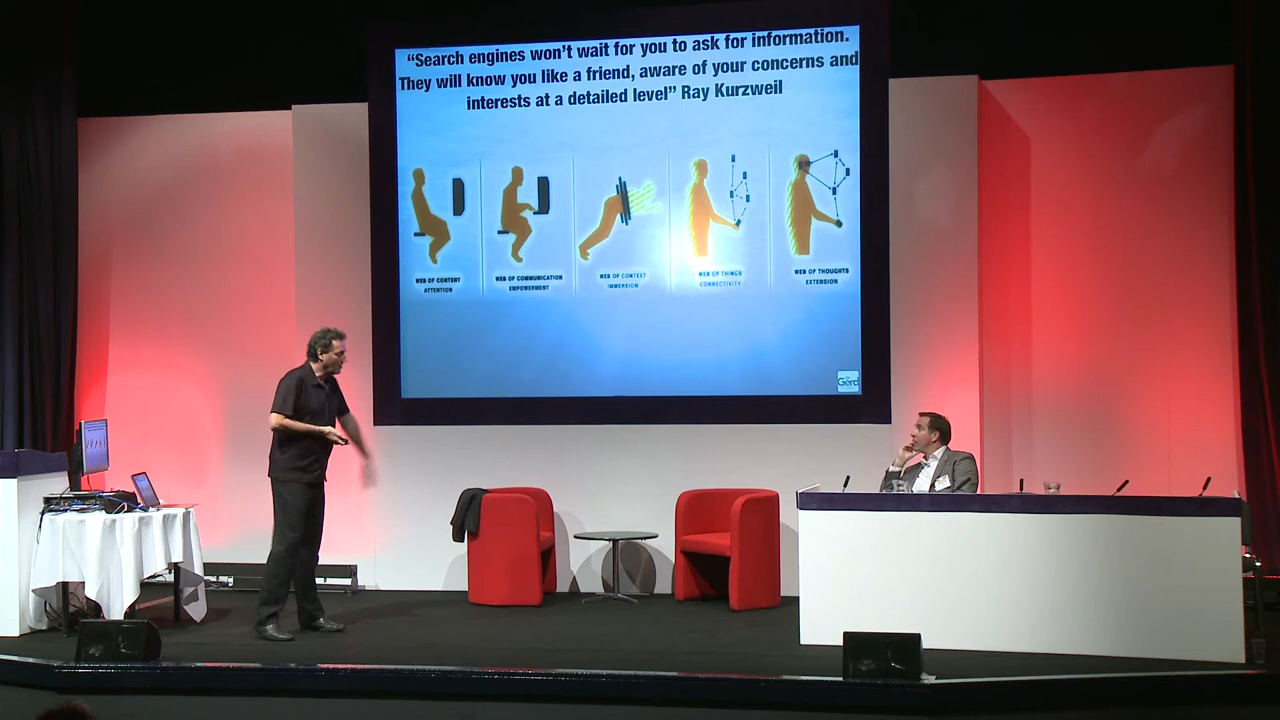 “Search engines won’t wait for you to ask for information.
They will know you like a friend, aware of your concerns and
interests at a detailed level” Ray Kurzweil
WEB OF CONTENT
ATTENTION
WEB OF COMMUNICATION
EMPOWERMENT
WEB OF CONTEXT
IMMERSION
WEB OF THINGS
CONNECTIVITY
WEB OF THOUGHTS
EXTENSION
Gerd